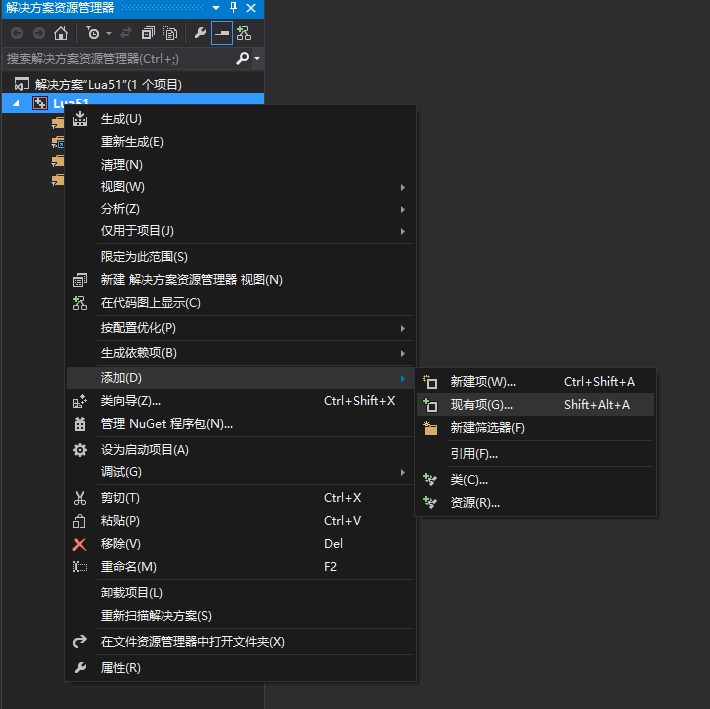 解决方案资源管理器
搜索解决方案资源管理器(Ctrl+;)
解决方案"Lua51"(1 个项目)
Lua51
生成(U)
重新生成(E)
清理(N)
视图(W)
分析(Z)
仅用于项目(J)
限定为此范围(S)
新建 解决方案资源管理器 视图(N)
在代码图上显示(C)
按配置优化(P)
生成依赖项(B)
添加(D)
类向导(Z)... Ctrl+Shift+X
管理 NuGet 程序包(N)...
设为启动项目(A)
调试(G)
剪切(T) Ctrl+X
粘贴(P) Ctrl+V
移除(V) Del
重命名(M) F2
卸载项目(L)
重新扫描解决方案(S)
在文件资源管理器中打开文件夹(X)
属性(R)
新建项(W)... Ctrl+Shift+A
现有项(G)... Shift+Alt+A
新建筛选器(F)
引用(F)...
类(C)...
资源(R)...